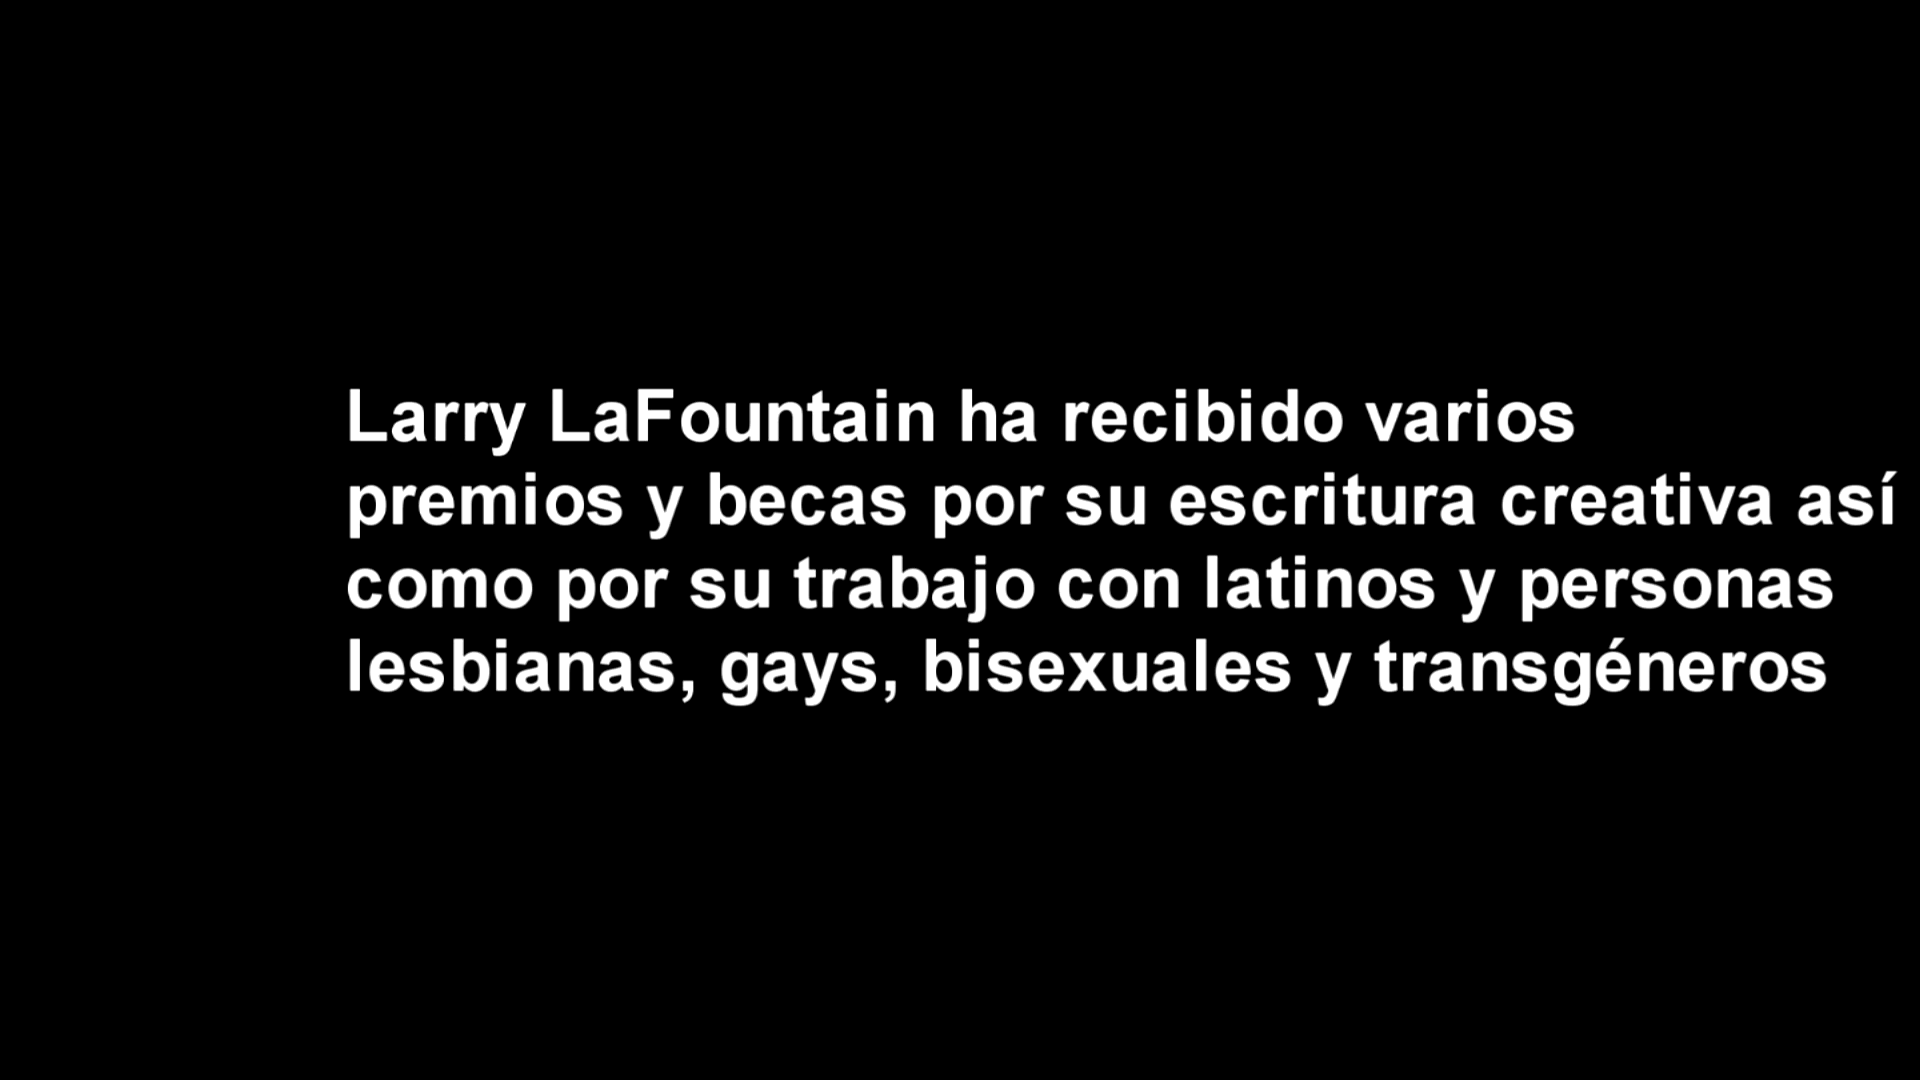 Larry LaFountain ha recibido varios
premios y becas por su escritura creativa así
como por su trabajo con latinos y personas
lesbianas, gays, bisexuales y transgéneros